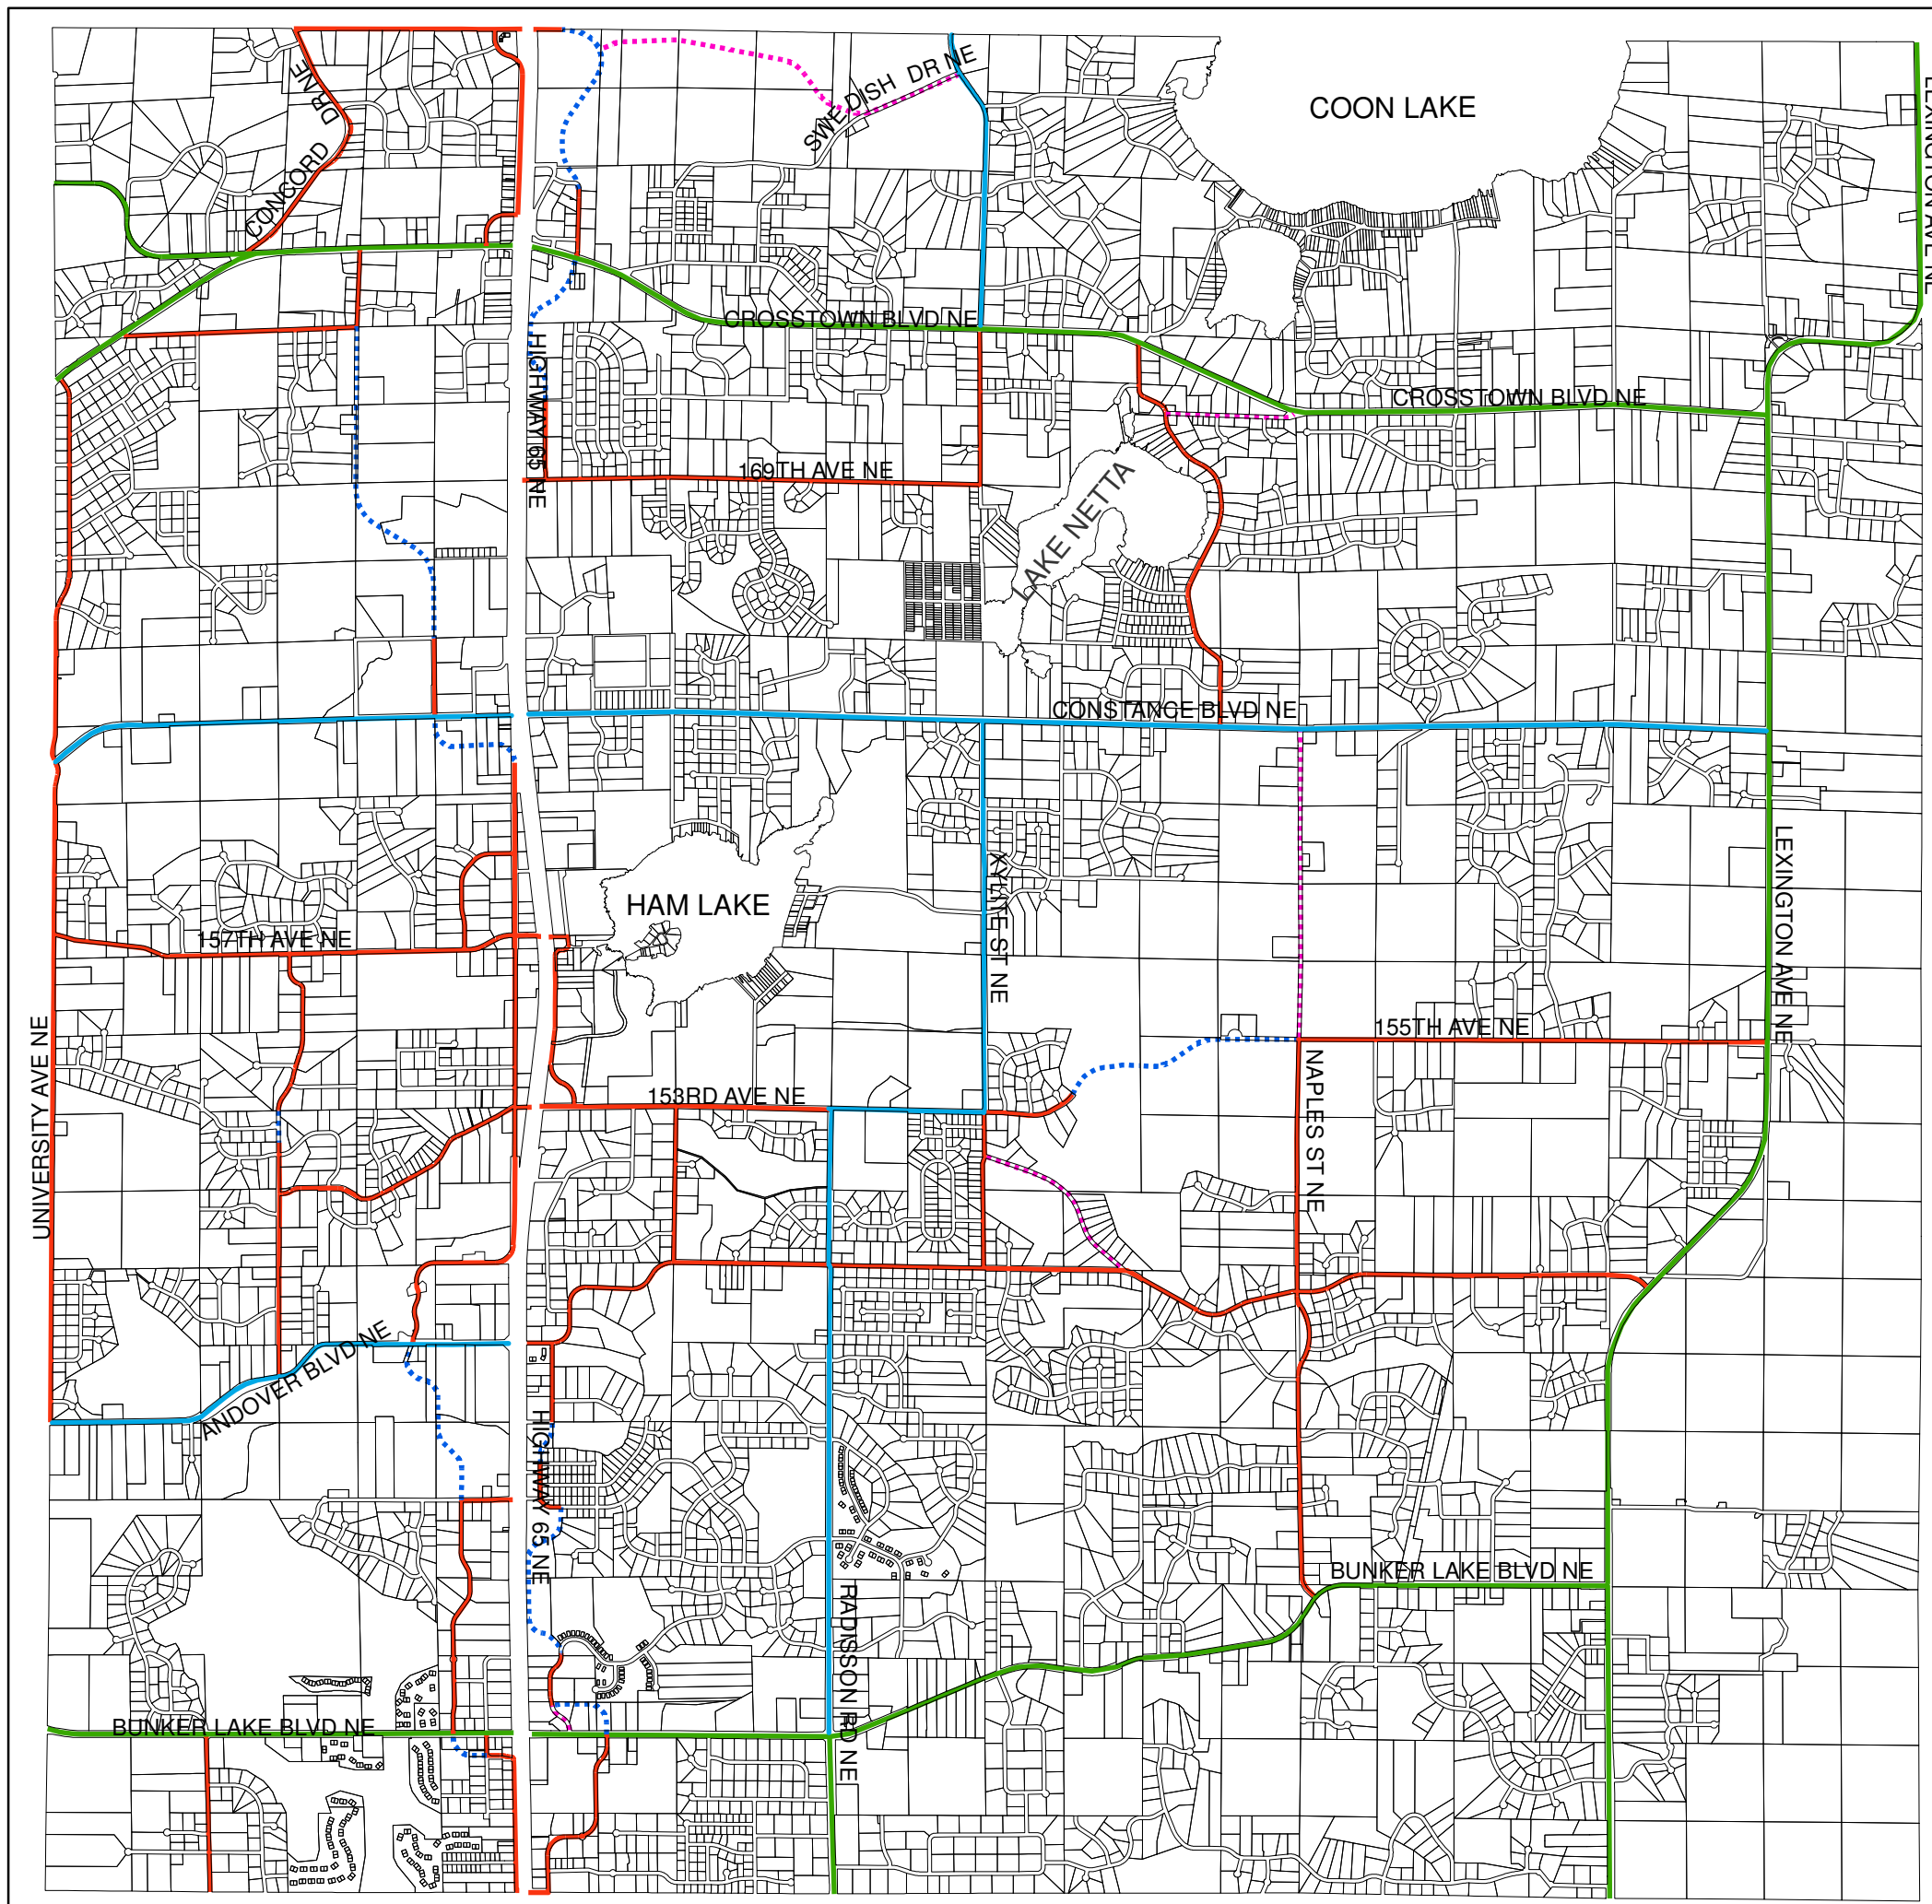 SWEDISH DR NE
COON LAKE
LEXINGTON AVE NE
CONCORD DR NE
CROSSTOWN BLVD NE
HIGHWAY 65 NE
CROSSTOWN BLVD NE
169TH AVE NE
LAKE NETTA
CONSTANCE BLVD NE
HAM LAKE
XYLITE ST NE
LEXINGTON AVE NE
157TH AVE NE
155TH AVE NE
UNIVERSITY AVE NE
153RD AVE NE
NAPLES ST NE
ANDOVER BLVD NE
HIGHWAY 65 NE
BUNKER LAKE BLVD NE
RADISSON RD NE
BUNKER LAKE BLVD NE